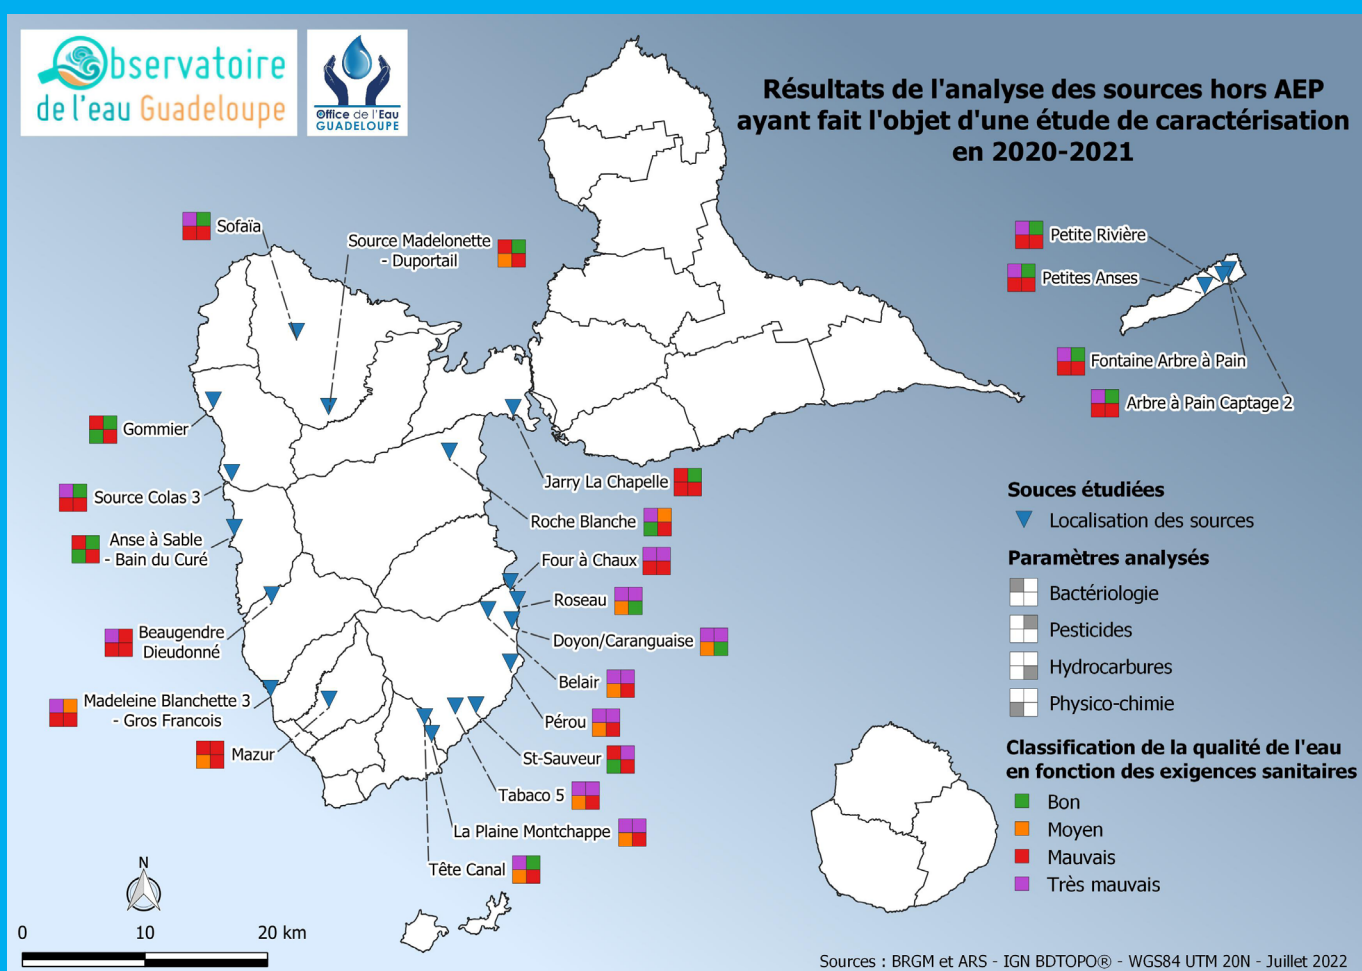 Observatoire
de l'eau Guadeloupe
Office de l'Eau
GUADELOUPE
Résultats de l'analyse des sources hors AEP
ayant fait l'objet d'une étude de caractérisation
en 2020-2021
Sofaïa
Source Madelonette
- Duportail
Petite Rivière
Petites Anses
Fontaine Arbre à Pain
Arbre à Pain Captage 2
Gommier
Source Colas 3
Anse à Sable
- Bain du Curé
Beaugendre
Dieudonné
Madeleine Blanchette 3
- Gros Francois
Mazur
Jarry La Chapelle
Roche Blanche
Four à Chaux
Roseau
Doyon/Caranguaise
Belair
Pérou
St-Sauveur
Tabaco 5
La Plaine Montchappe
Tête Canal
Souces étudiées
Localisation des sources
Paramètres analysés
Bactériologie
Pesticides
Hydrocarbures
Physico-chimie
Classification de la qualité de l'eau
en fonction des exigences sanitaires
Bon
Moyen
Mauvais
Très mauvais
N
0 10 20 km
Sources : BRGM et ARS - IGN BDTOPO® - WGS84 UTM 20N - Juillet 2022